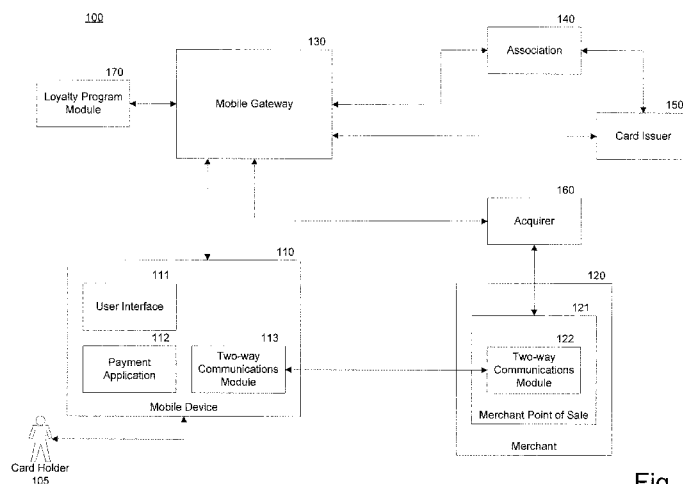 100
130
Mobile Gateway
140
Association
170
Loyalty Program
Module
150
Card Issuer
160
Acquirer
110
111
User Interface
112
Payment
Application
113
Two-way
Communications
Module
Mobile Device
120
121
122
Two-way
Communications
Module
Merchant Point of Sale
Merchant
Card Holder
105
Fig